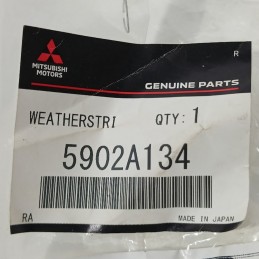 R
MITSUBISHI
MOTORS
GENUINE PARTS
WEATHERSTRI QTY: 1
5902A134
RA MADE IN JAPAN